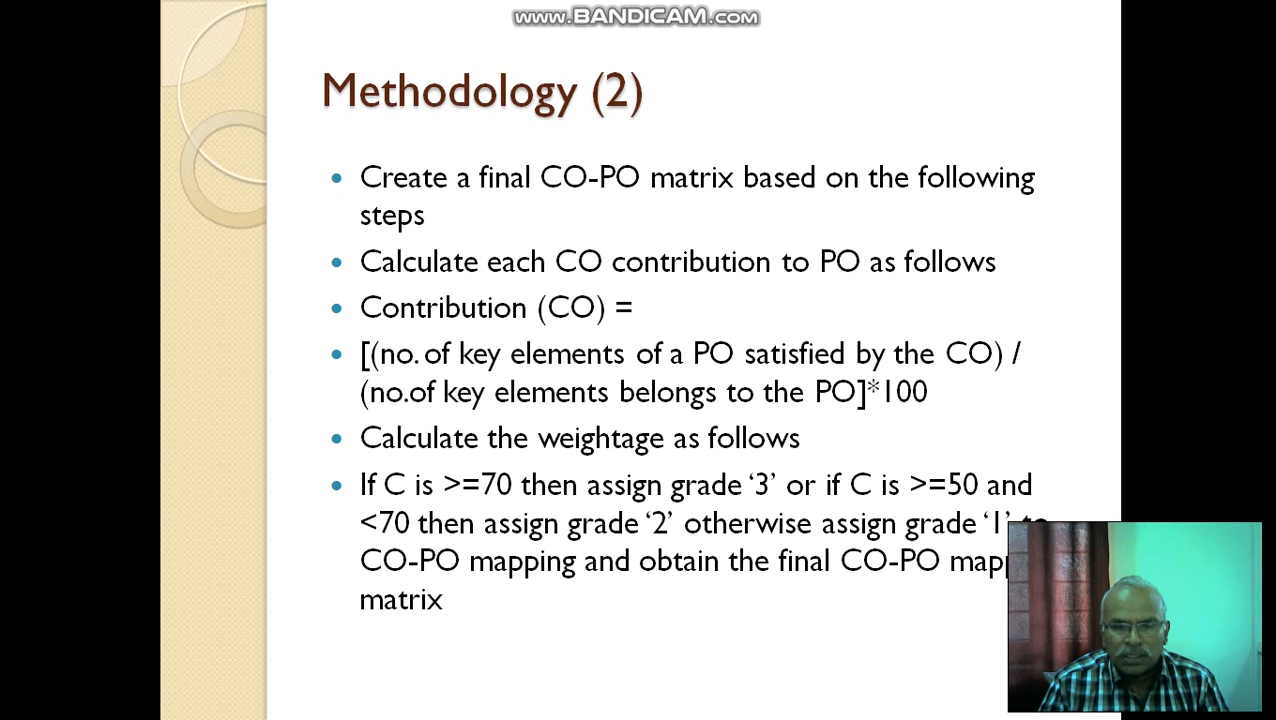 www.BANDICAM.com
Methodology (2)
Create a final CO-PO matrix based on the following
steps
Calculate each CO contribution to PO as follows
Contribution (CO) =
[(no. of key elements of a PO satisfied by the CO) /
(no.of key elements belongs to the PO]*100
Calculate the weightage as follows
If C is >=70 then assign grade ‘3’ or if C is >=50 and
<70 then assign grade ‘2’ otherwise assign grade ‘1’ to
CO-PO mapping and obtain the final CO-PO
matrix